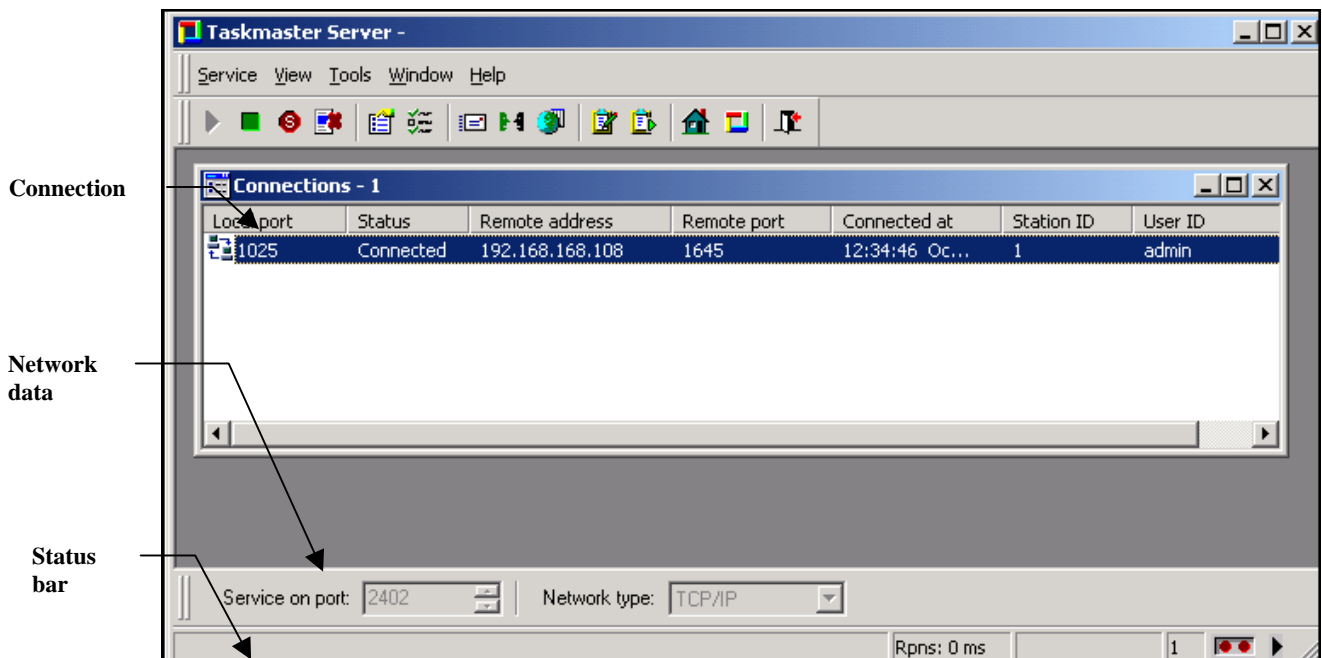 Taskmaster Server -
Service View Tools Window Help
Connection
Connections - 1
Local port Status Remote address Remote port Connected at Station ID User ID
1025 Connected 192.168.168.108 1645 12:34:46 Oc... 1 admin
Network
data
Status
bar
Service on port: 2402 Network type: TCP/IP
Rpns: 0 ms 1